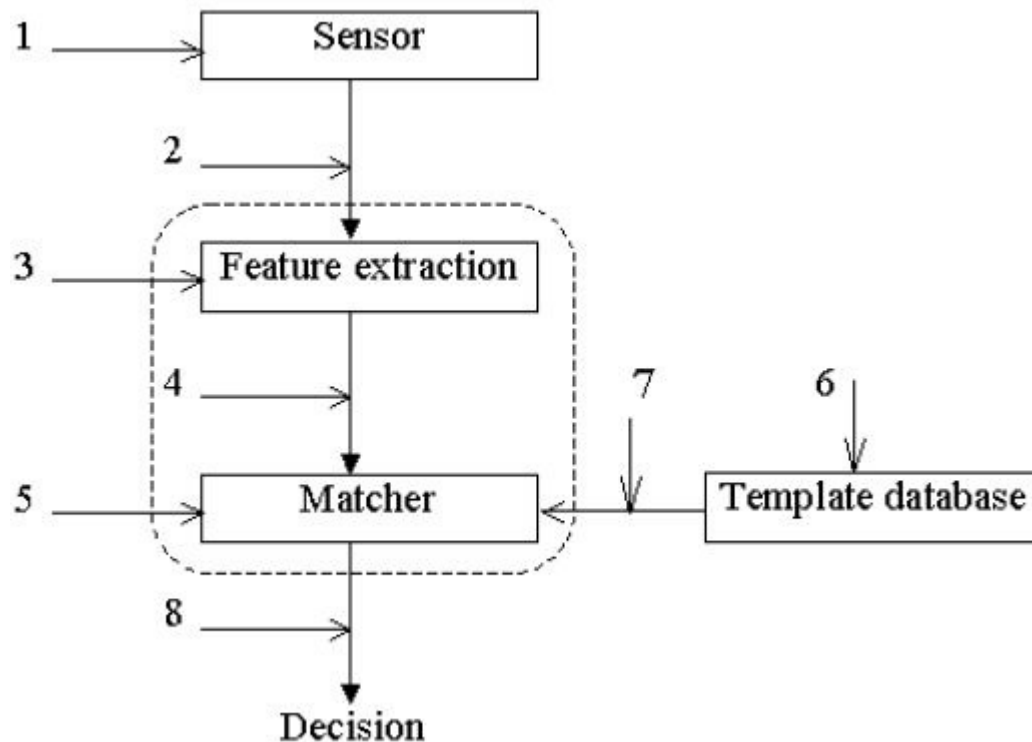 1
Sensor
2
3
Feature extraction
4
7
6
5
Matcher
Template database
8
Decision